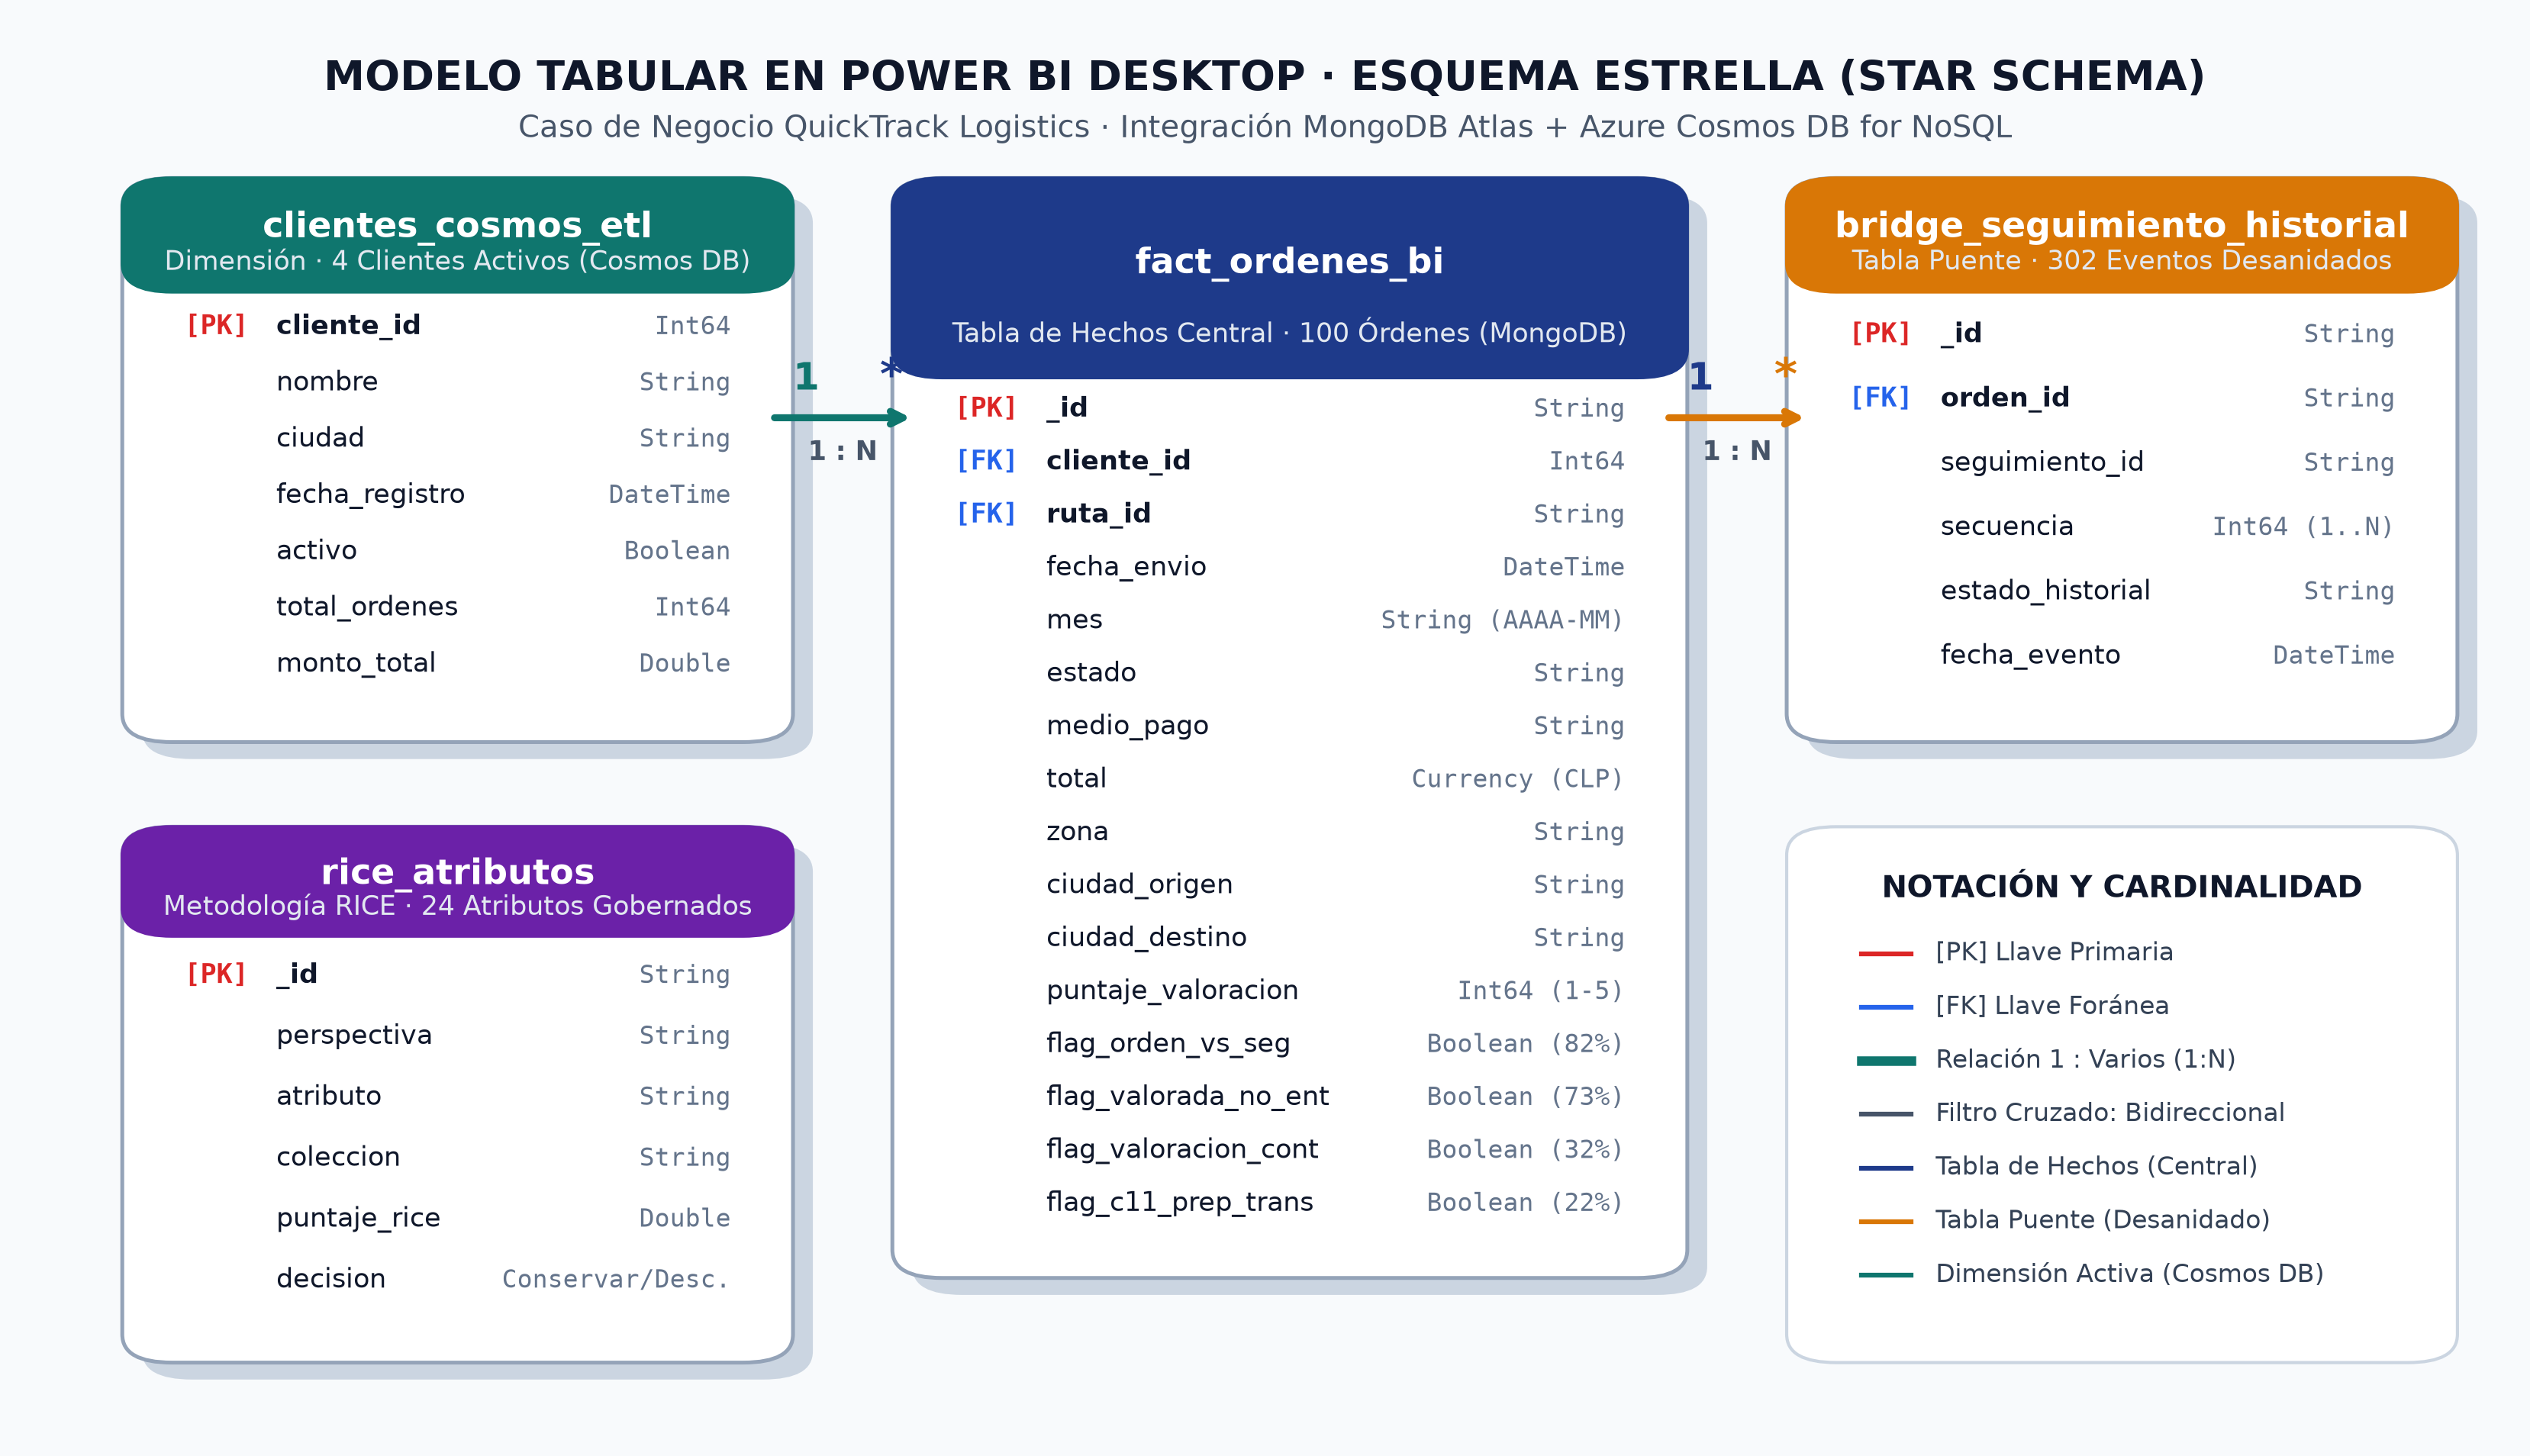 MODELO TABULAR EN POWER BI DESKTOP · ESQUEMA ESTRELLA (STAR SCHEMA)
Caso de Negocio QuickTrack Logistics · Integración MongoDB Atlas + Azure Cosmos DB for NoSQL
clientes_cosmos_etl
Dimensión · 4 Clientes Activos (Cosmos DB)
[PK] cliente_id Int64
nombre String
ciudad String
fecha_registro DateTime
activo Boolean
total_ordenes Int64
monto_total Double
1 *
1 : N
fact_ordenes_bi
Tabla de Hechos Central · 100 Órdenes (MongoDB)
[PK] _id String
[FK] cliente_id Int64
[FK] ruta_id String
fecha_envio DateTime
mes String (AAAA-MM)
estado String
medio_pago String
total Currency (CLP)
zona String
ciudad_origen String
ciudad_destino String
puntaje_valoracion Int64 (1-5)
flag_orden_vs_seg Boolean (82%)
flag_valorada_no_ent Boolean (73%)
flag_valoracion_cont Boolean (32%)
flag_c11_prep_trans Boolean (22%)
1 *
1 : N
bridge_seguimiento_historial
Tabla Puente · 302 Eventos Desanidados
[PK] _id String
[FK] orden_id String
seguimiento_id String
secuencia Int64 (1..N)
estado_historial String
fecha_evento DateTime
rice_atributos
Metodología RICE · 24 Atributos Gobernados
[PK] _id String
perspectiva String
atributo String
coleccion String
puntaje_rice Double
decision Conservar/Desc.
NOTACIÓN Y CARDINALIDAD
[PK] Llave Primaria
[FK] Llave Foránea
Relación 1 : Varios (1:N)
Filtro Cruzado: Bidireccional
Tabla de Hechos (Central)
Tabla Puente (Desanidado)
Dimensión Activa (Cosmos DB)